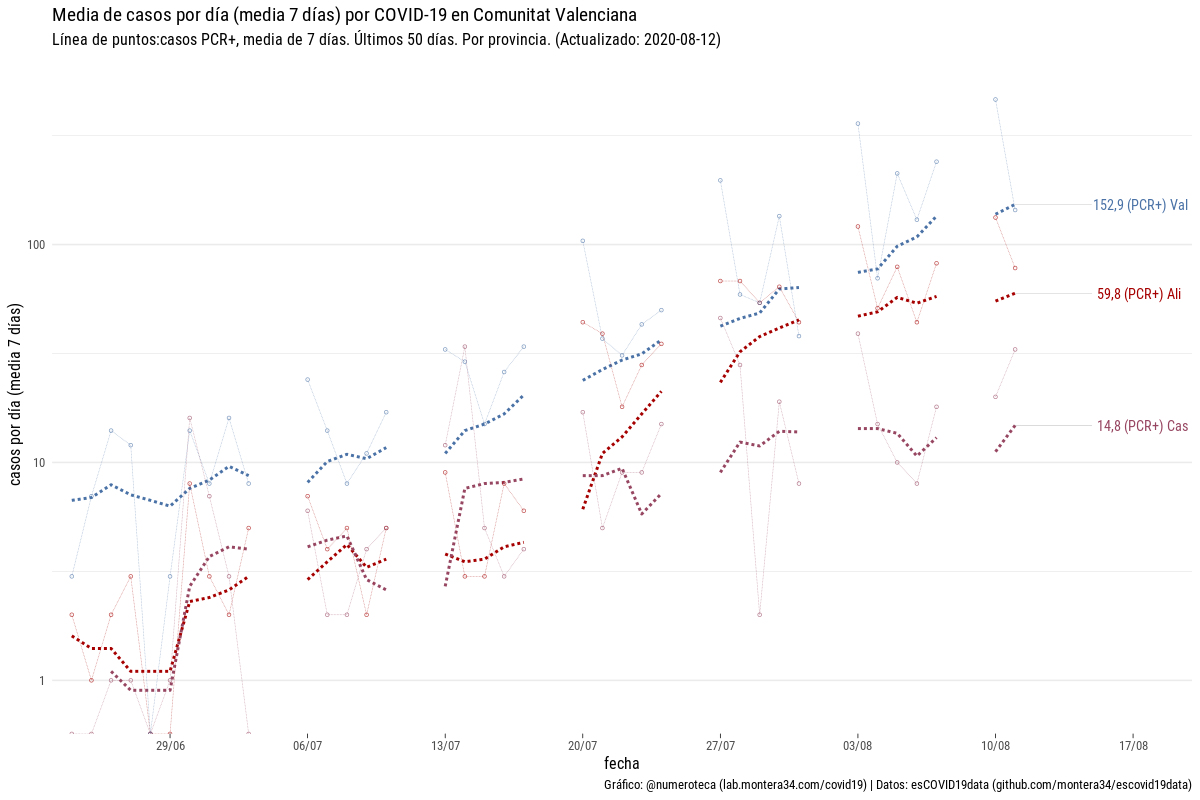 Media de casos por día (media 7 días) por COVID-19 en Comunitat Valenciana
Línea de puntos:casos PCR+, media de 7 días. Últimos 50 días. Por provincia. (Actualizado: 2020-08-12)
casos por día (media 7 días)
100
10
1
152,9 (PCR+) Val
59,8 (PCR+) Ali
14,8 (PCR+) Cas
29/06
06/07
13/07
20/07
27/07
03/08
10/08
17/08
fecha
Gráfico: @numeroteca (lab.montera34.com/covid19) | Datos: esCOVID19data (github.com/montera34/escovid19data)